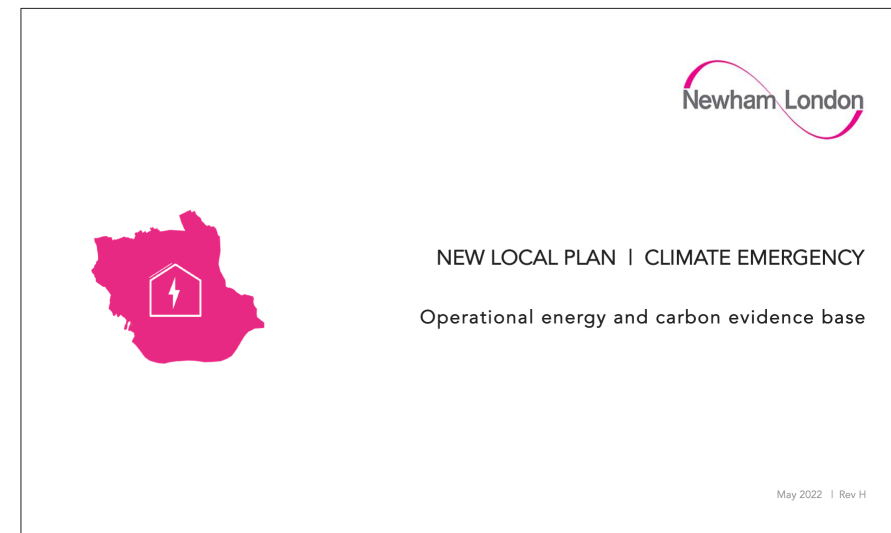 Newham London
NEW LOCAL PLAN | CLIMATE EMERGENCY
Operational energy and carbon evidence base
May 2022 | Rev H